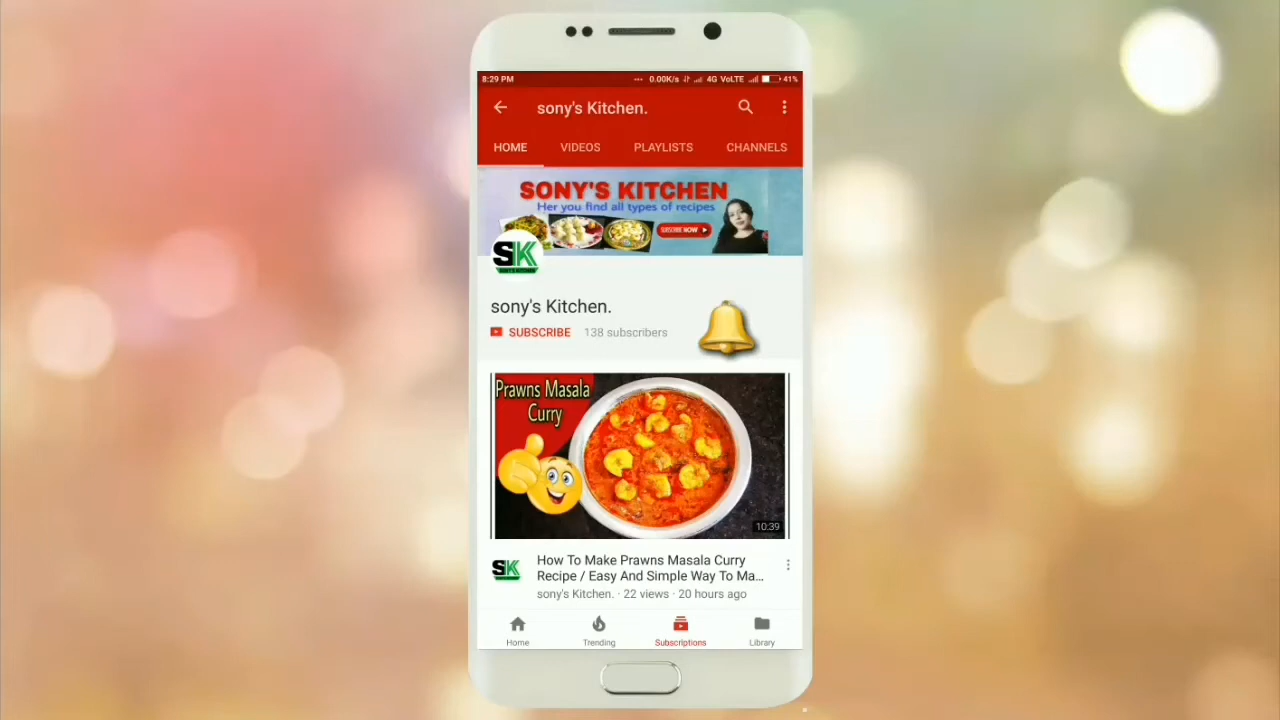 8:29 PM
... 0.00K/s 4G VoLTE 41%
sony's Kitchen.
HOME VIDEOS PLAYLISTS CHANNELS
SONY'S KITCHEN
Her you find all types of recipes
SUBSCRIBE NOW
SK
SONY'S KITCHEN
sony's Kitchen.
SUBSCRIBE 138 subscribers
Prawns Masala
Curry
10:39
SK
How To Make Prawns Masala Curry
Recipe / Easy And Simple Way To Ma...
sony's Kitchen. · 22 views · 20 hours ago
Home Trending Subscriptions Library